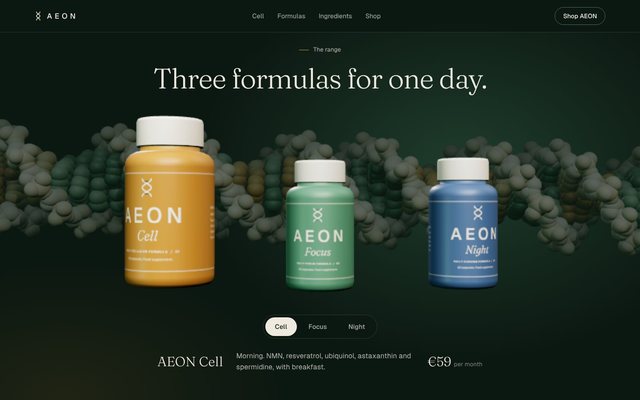 AEON
Cell
Formulas
Ingredients
Shop
Shop AEON
The range
Three formulas for one day.
AEON
Cell
AEON
Focus
AEON
Night
Cell
Focus
Night
AEON Cell
Morning. NMN, resveratrol, ubiquinol, astaxanthin and
spermidine, with breakfast.
€59 per month